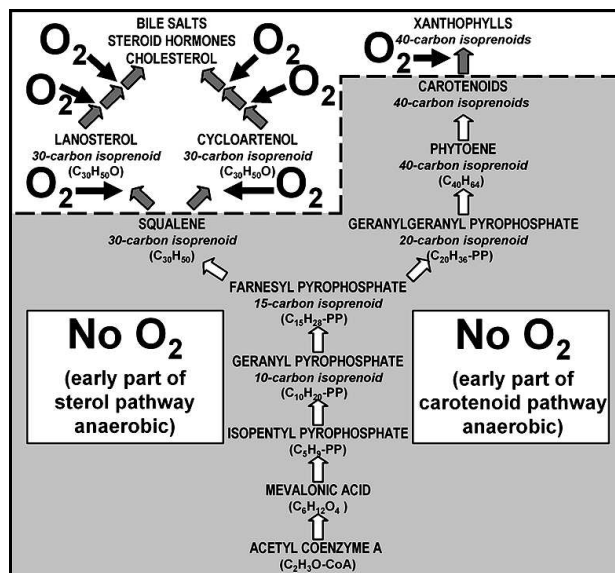 BILE SALTS
STEROID HORMONES
CHOLESTEROL
O₂
O₂
O₂
O₂
XANTHOPHYLLS
40-carbon isoprenoids
O₂
CAROTENOIDS
40-carbon isoprenoids
LANOSTEROL
30-carbon isoprenoid
(C₃₀H₅₀O)
CYCLOARTENOL
30-carbon isoprenoid
(C₃₀H₅₀O)
O₂
O₂
PHYTOENE
40-carbon isoprenoid
(C₄₀H₆₄)
SQUALENE
30-carbon isoprenoid
(C₃₀H₅₀)
GERANYLGERANYL PYROPHOSPHATE
20-carbon isoprenoid
(C₂₀H₃₆-PP)
FARNESYL PYROPHOSPHATE
15-carbon isoprenoid
(C₁₅H₂₈-PP)
No O₂
(early part of
sterol pathway
anaerobic)
No O₂
(early part of
carotenoid pathway
anaerobic)
GERANYL PYROPHOSPHATE
10-carbon isoprenoid
(C₁₀H₂₀-PP)
ISOPENTYL PYROPHOSPHATE
(C₅H₉-PP)
MEVALONIC ACID
(C₆H₁₂O₄ )
ACETYL COENZYME A
(C₂H₃O-CoA)